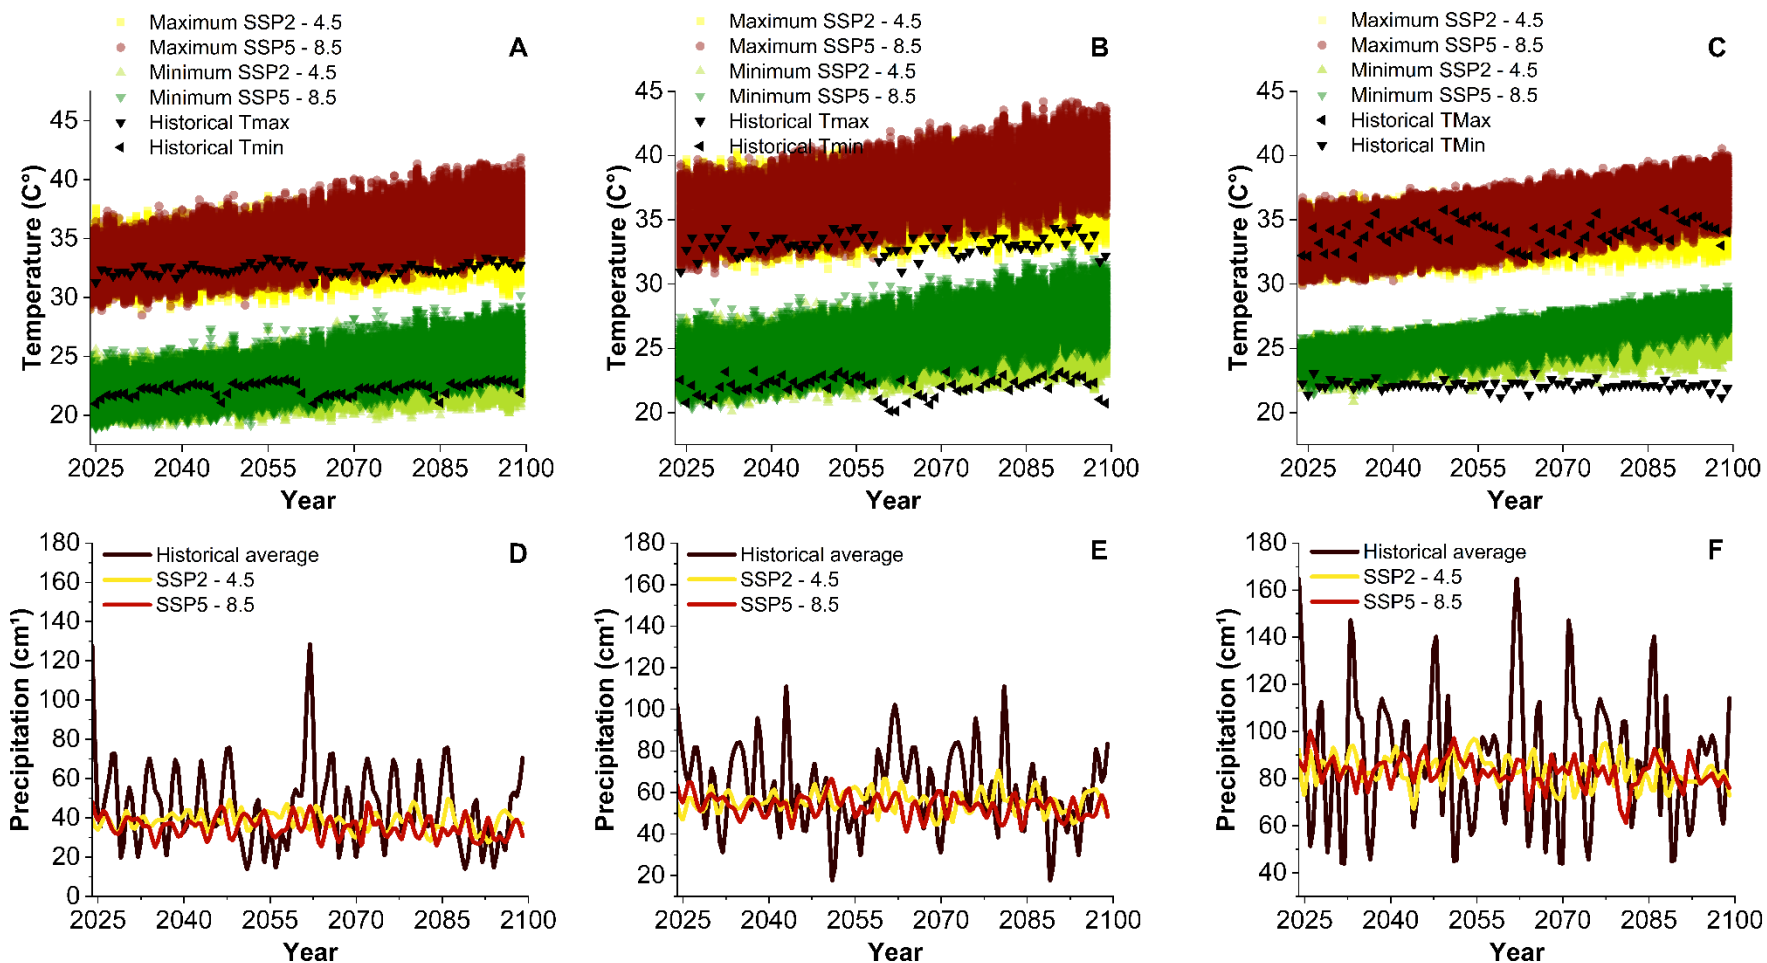 Maximum SSP2 - 4.5
Maximum SSP5 - 8.5
Minimum SSP2 - 4.5
Minimum SSP5 - 8.5
Historical Tmax
Historical Tmin
A
45
40
35
30
25
20
Temperature (C°)
2025 2040 2055 2070 2085 2100
Year
Maximum SSP2 - 4.5
Maximum SSP5 - 8.5
Minimum SSP2 - 4.5
Minimum SSP5 - 8.5
Historical Tmax
Historical Tmin
B
45
40
35
30
25
20
Temperature (C°)
2025 2040 2055 2070 2085 2100
Year
Maximum SSP2 - 4.5
Maximum SSP5 - 8.5
Minimum SSP2 - 4.5
Minimum SSP5 - 8.5
Historical TMax
Historical TMin
C
45
40
35
30
25
20
Temperature (C°)
2025 2040 2055 2070 2085 2100
Year
Historical average
SSP2 - 4.5
SSP5 - 8.5
D
180
160
140
120
100
80
60
40
20
0
Precipitation (cm¹)
2025 2040 2055 2070 2085 2100
Year
Historical average
SSP2 - 4.5
SSP5 - 8.5
E
180
160
140
120
100
80
60
40
20
Precipitation (cm¹)
2025 2040 2055 2070 2085 2100
Year
Historical average
SSP2 - 4.5
SSP5 - 8.5
F
180
160
140
120
100
80
60
40
Precipitation (cm¹)
2025 2040 2055 2070 2085 2100
Year